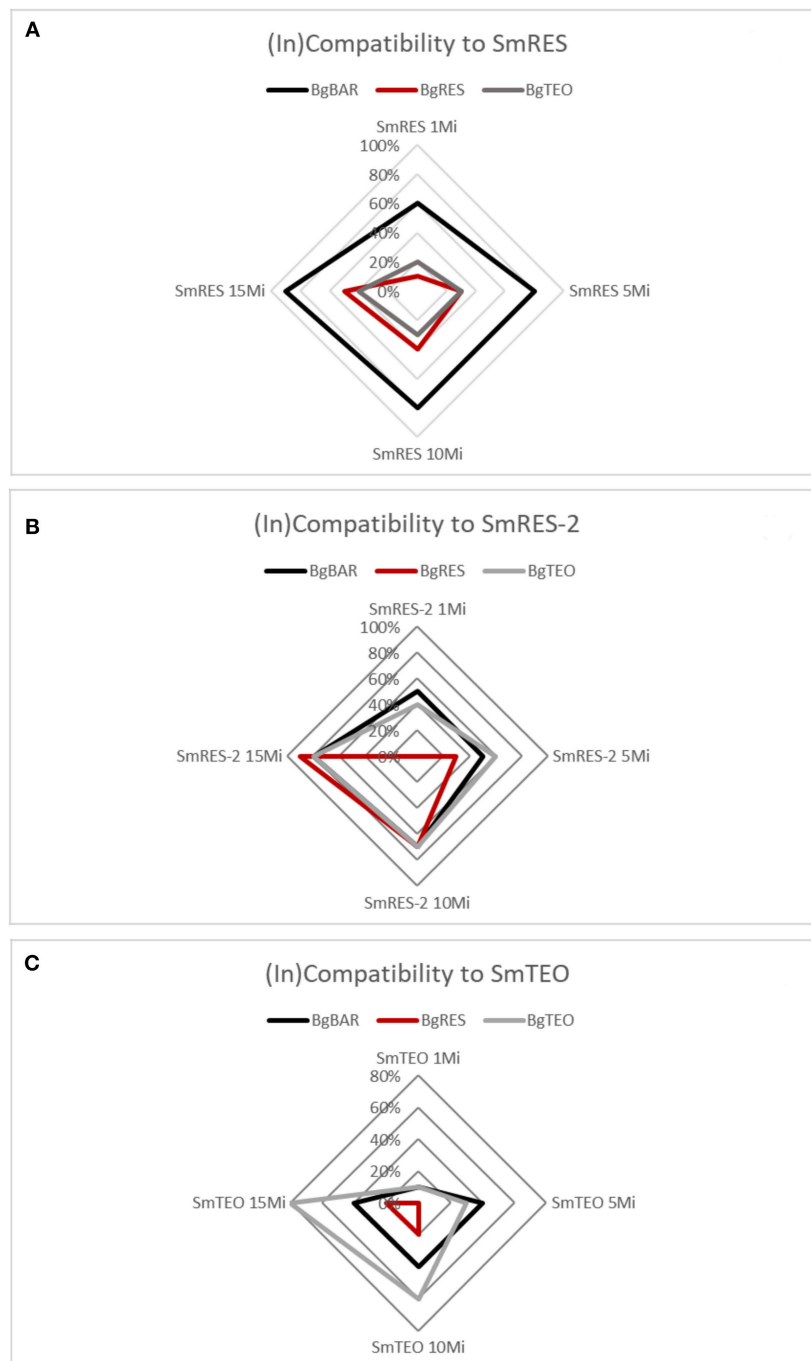 A
(In)Compatibility to SmRES
BgBAR BgRES BgTEO
SmRES 1Mi
100%
80%
60%
40%
20%
0%
SmRES 15Mi
SmRES 5Mi
SmRES 10Mi
B
(In)Compatibility to SmRES-2
BgBAR BgRES BgTEO
SmRES-2 1Mi
100%
80%
60%
40%
20%
0%
SmRES-2 15Mi
SmRES-2 5Mi
SmRES-2 10Mi
C
(In)Compatibility to SmTEO
BgBAR BgRES BgTEO
SmTEO 1Mi
80%
60%
40%
20%
0%
SmTEO 15Mi
SmTEO 5Mi
SmTEO 10Mi